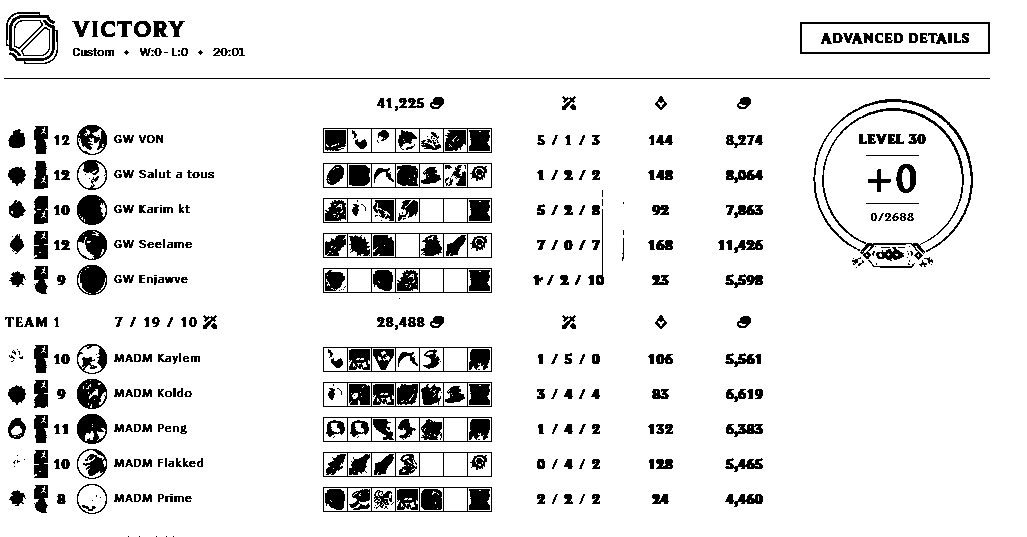 VICTORY
Custom • W:0 - L:0 • 20:01
ADVANCED DETAILS
41,225
12 GW VON 5 / 1 / 3 144 8,274
12 GW Salut a tous 1 / 2 / 2 148 8,064
10 GW Karim kt 5 / 2 / 8 92 7,863
12 GW Seelame 7 / 0 / 7 168 11,426
9 GW Enjawve 1 / 2 / 10 23 5,598
LEVEL 30
+0
0/2688
TEAM 1 7 / 19 / 10 28,488
10 MADM Kaylem 1 / 5 / 0 106 5,561
9 MADM Koldo 3 / 4 / 4 83 6,619
11 MADM Peng 1 / 4 / 2 132 6,383
10 MADM Flakked 0 / 4 / 2 128 5,465
8 MADM Prime 2 / 2 / 2 24 4,460